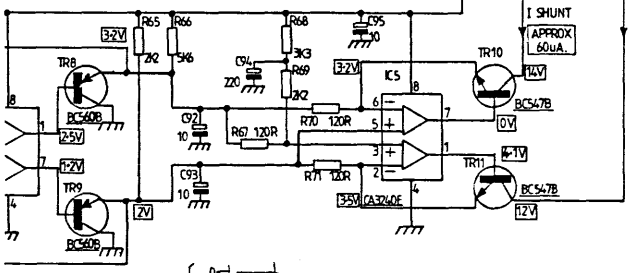 R65
R66
R68
C95
I SHUNT
APPROX
60uA.
3·2V
10
TR8
2K2
5K6
C94
220
3K3
R69
2K2
3·2V
TR10
IC5
14V
8
8
BC547B
BC560B
C92
10
R70 120R
6
7
0V
1
2·5V
5
R67 120R
3
1
4·1V
7
1·2V
C93
10
R71 120R
2
TR11
4
TR9
4
BC547B
2V
3·5V
CA3240E
12V
BC560B